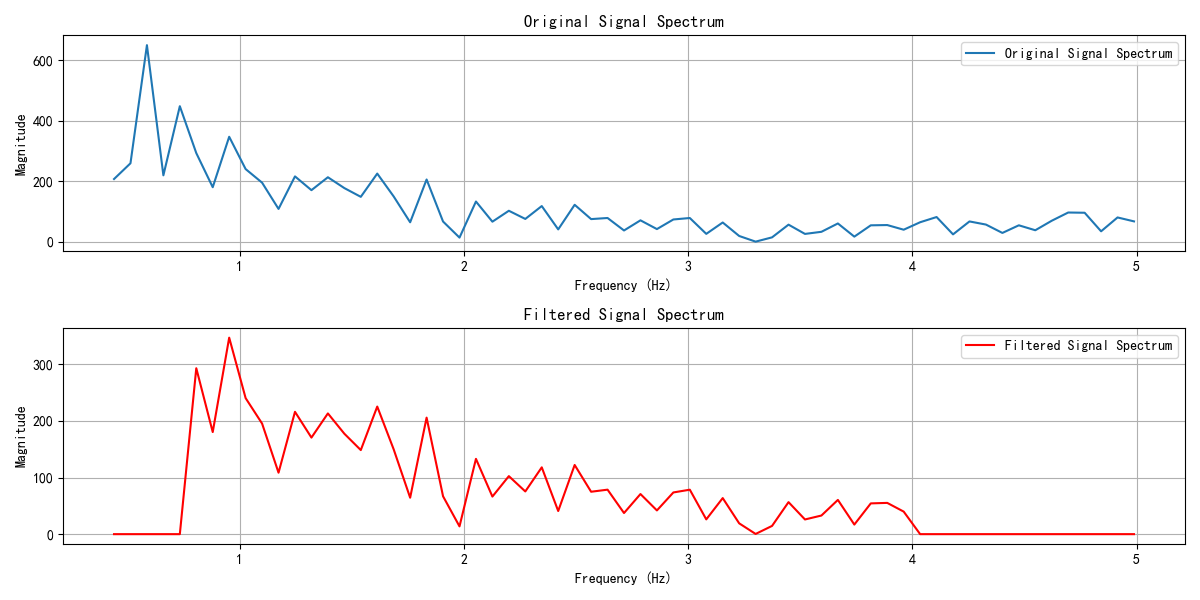 Original Signal Spectrum
Original Signal Spectrum
Magnitude
600
400
200
0
1 2 3 4 5
Frequency (Hz)
Filtered Signal Spectrum
Filtered Signal Spectrum
Magnitude
300
200
100
0
1 2 3 4 5
Frequency (Hz)